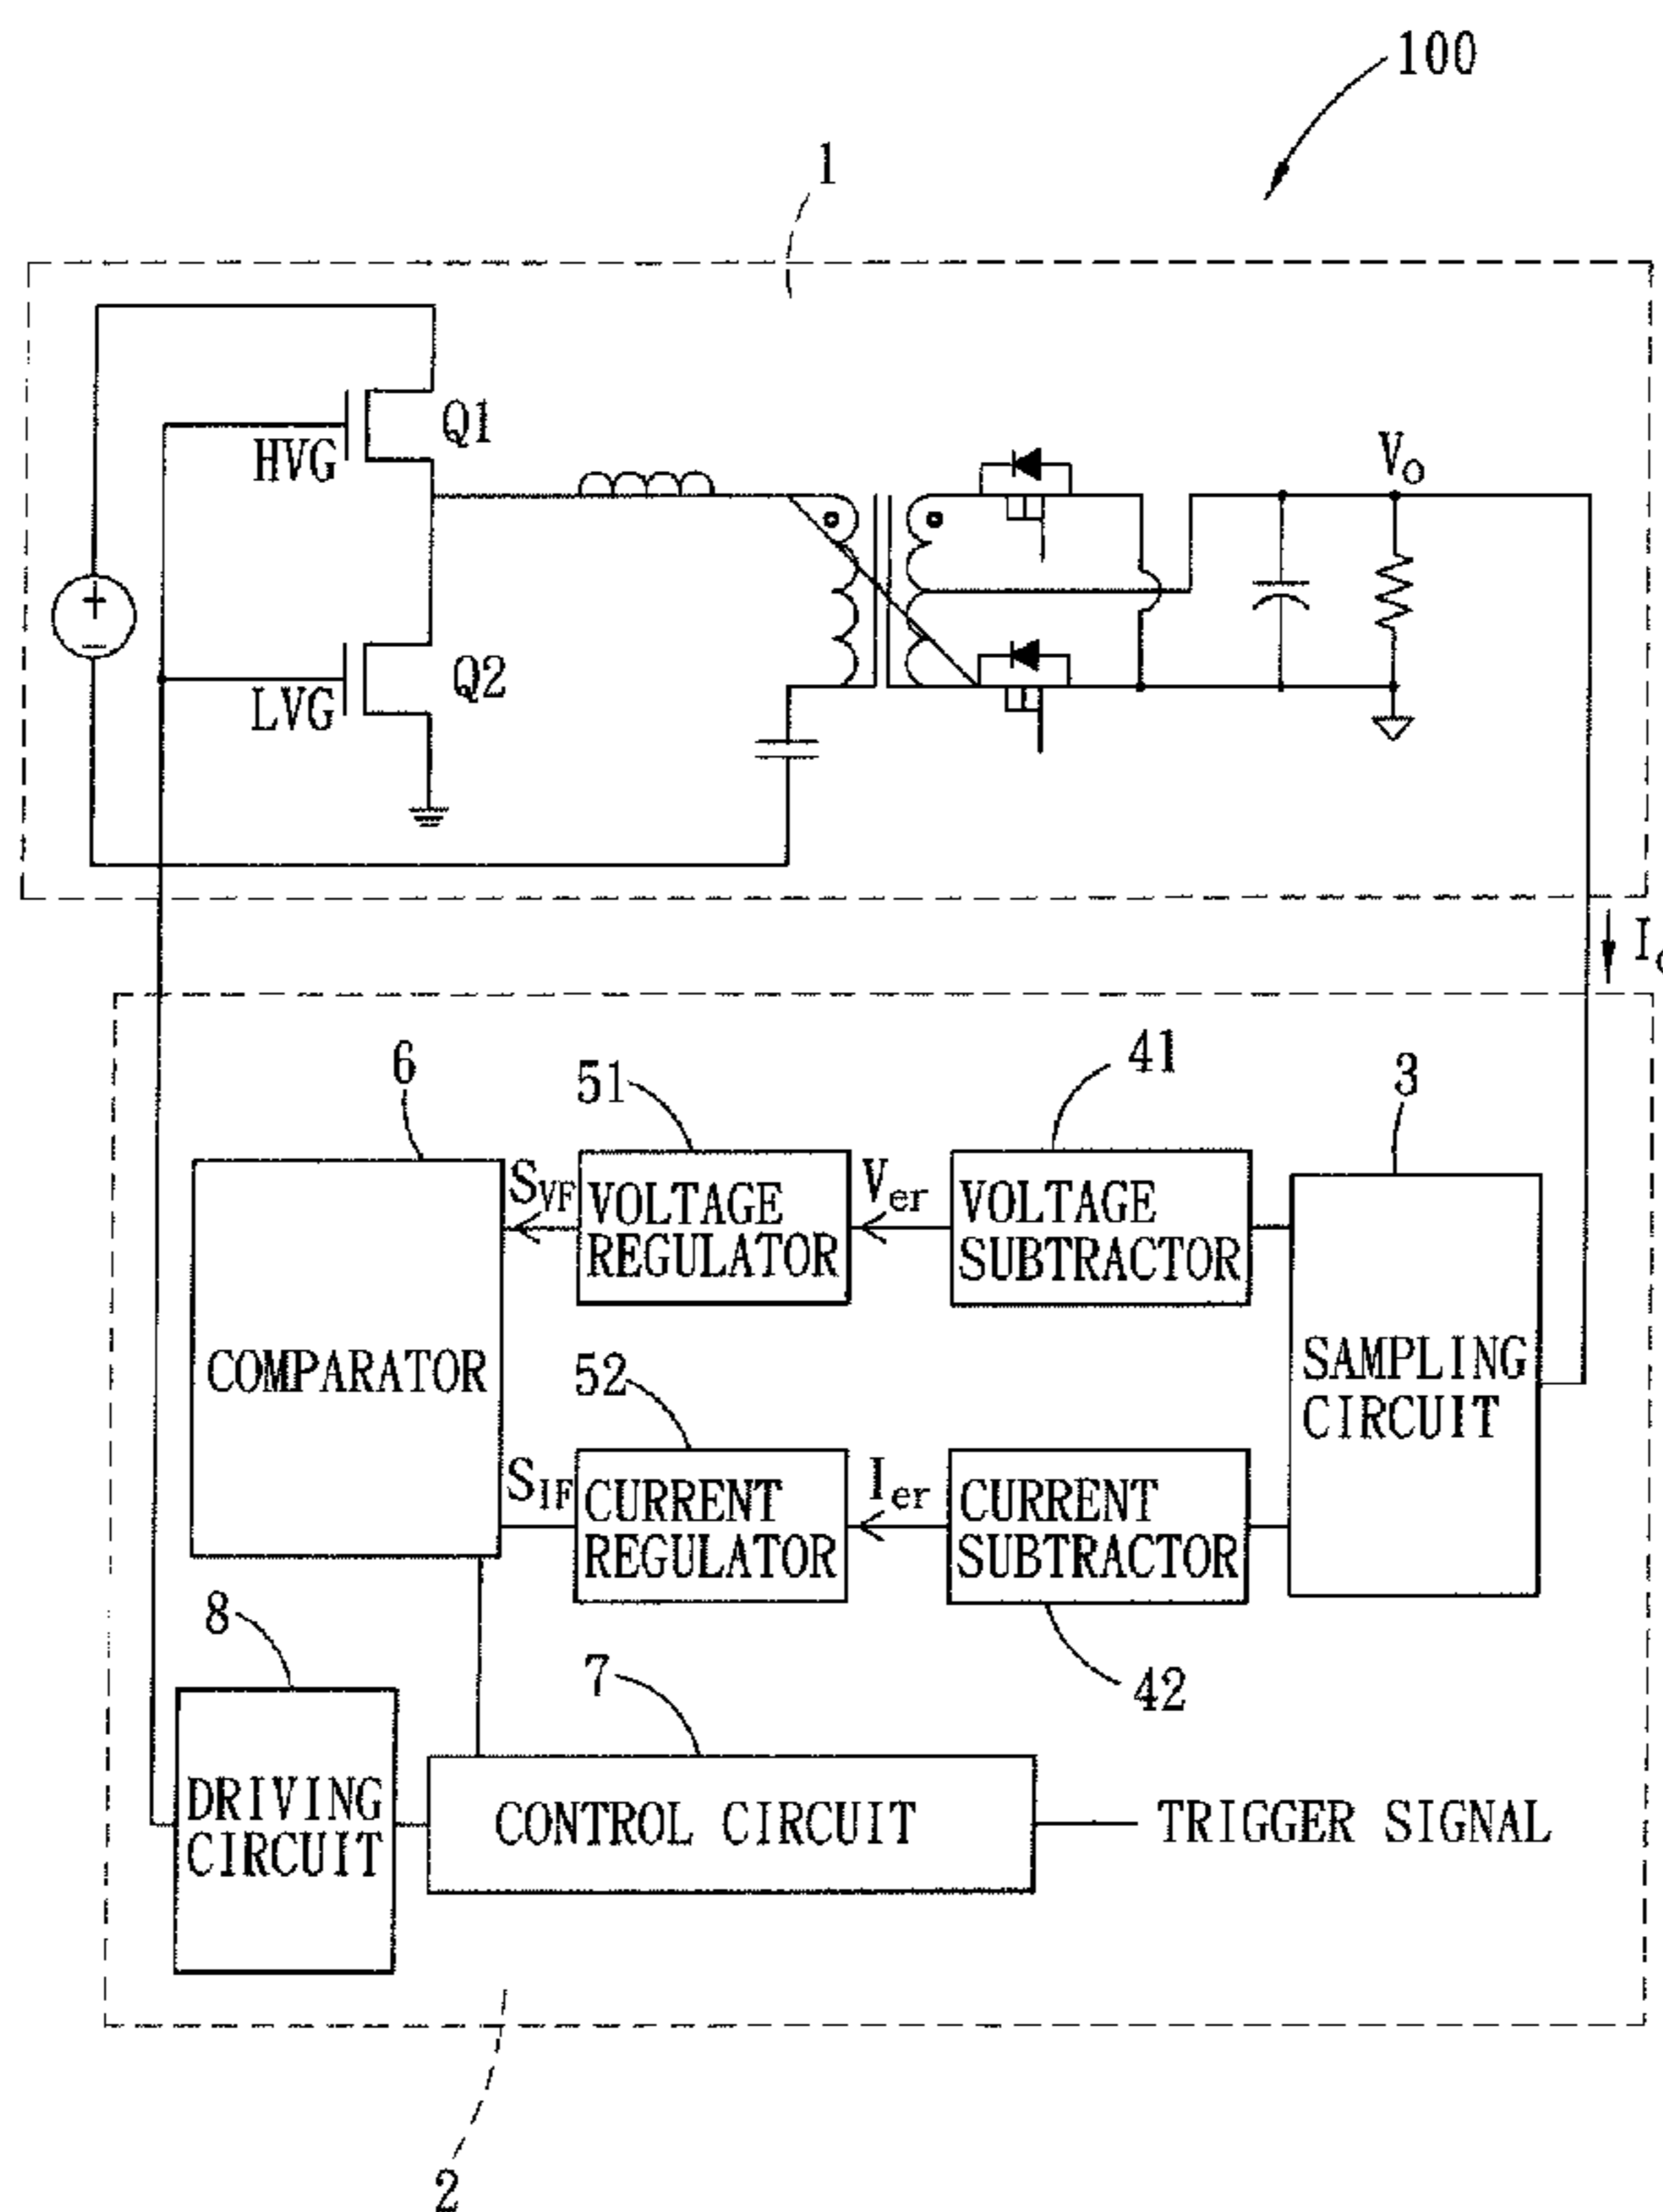 100
1
Q1
HVG
Vo
Q2
LVG
+
−
I
6
51
41
3
SVF
VOLTAGE
REGULATOR
Ver
VOLTAGE
SUBTRACTOR
COMPARATOR
52
SAMPLING
CIRCUIT
SIF
CURRENT
REGULATOR
Ier
CURRENT
SUBTRACTOR
8
7
42
DRIVING
CIRCUIT
CONTROL CIRCUIT
TRIGGER SIGNAL
2